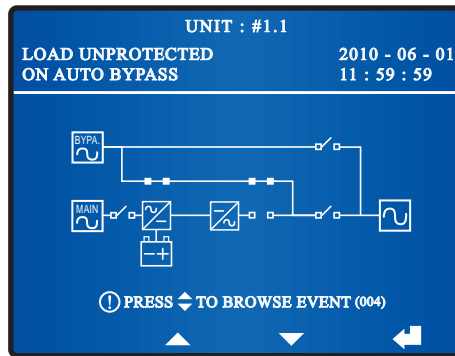 UNIT : #1.1
LOAD UNPROTECTED 2010 - 06 - 01
ON AUTO BYPASS 11 : 59 : 59
BYPA.
MAIN
PRESS TO BROWSE EVENT (004)